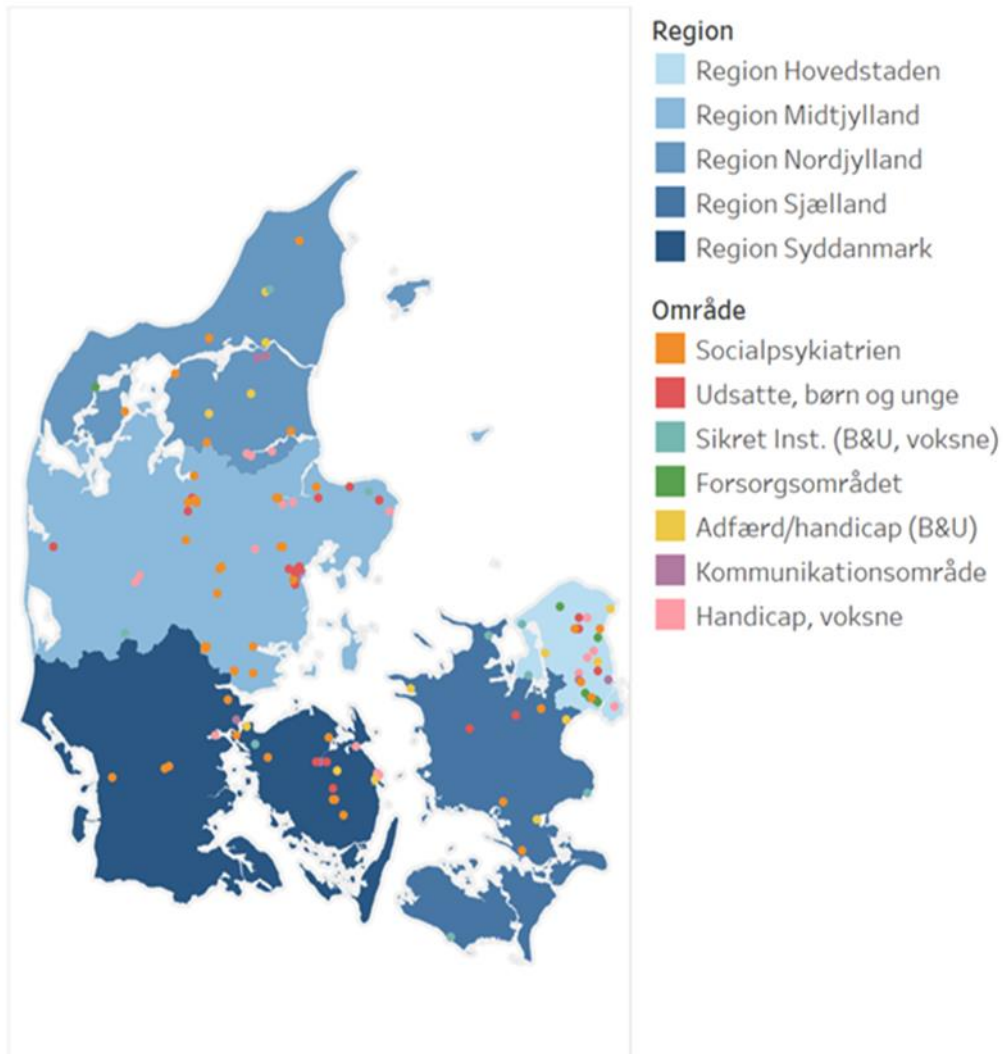 Region
Region Hovedstaden
Region Midtjylland
Region Nordjylland
Region Sjælland
Region Syddanmark
Område
Socialpsykiatrien
Udsatte, børn og unge
Sikret Inst. (B&U, voksne)
Forsorgsområdet
Adfærd/handicap (B&U)
Kommunikationsområde
Handicap, voksne